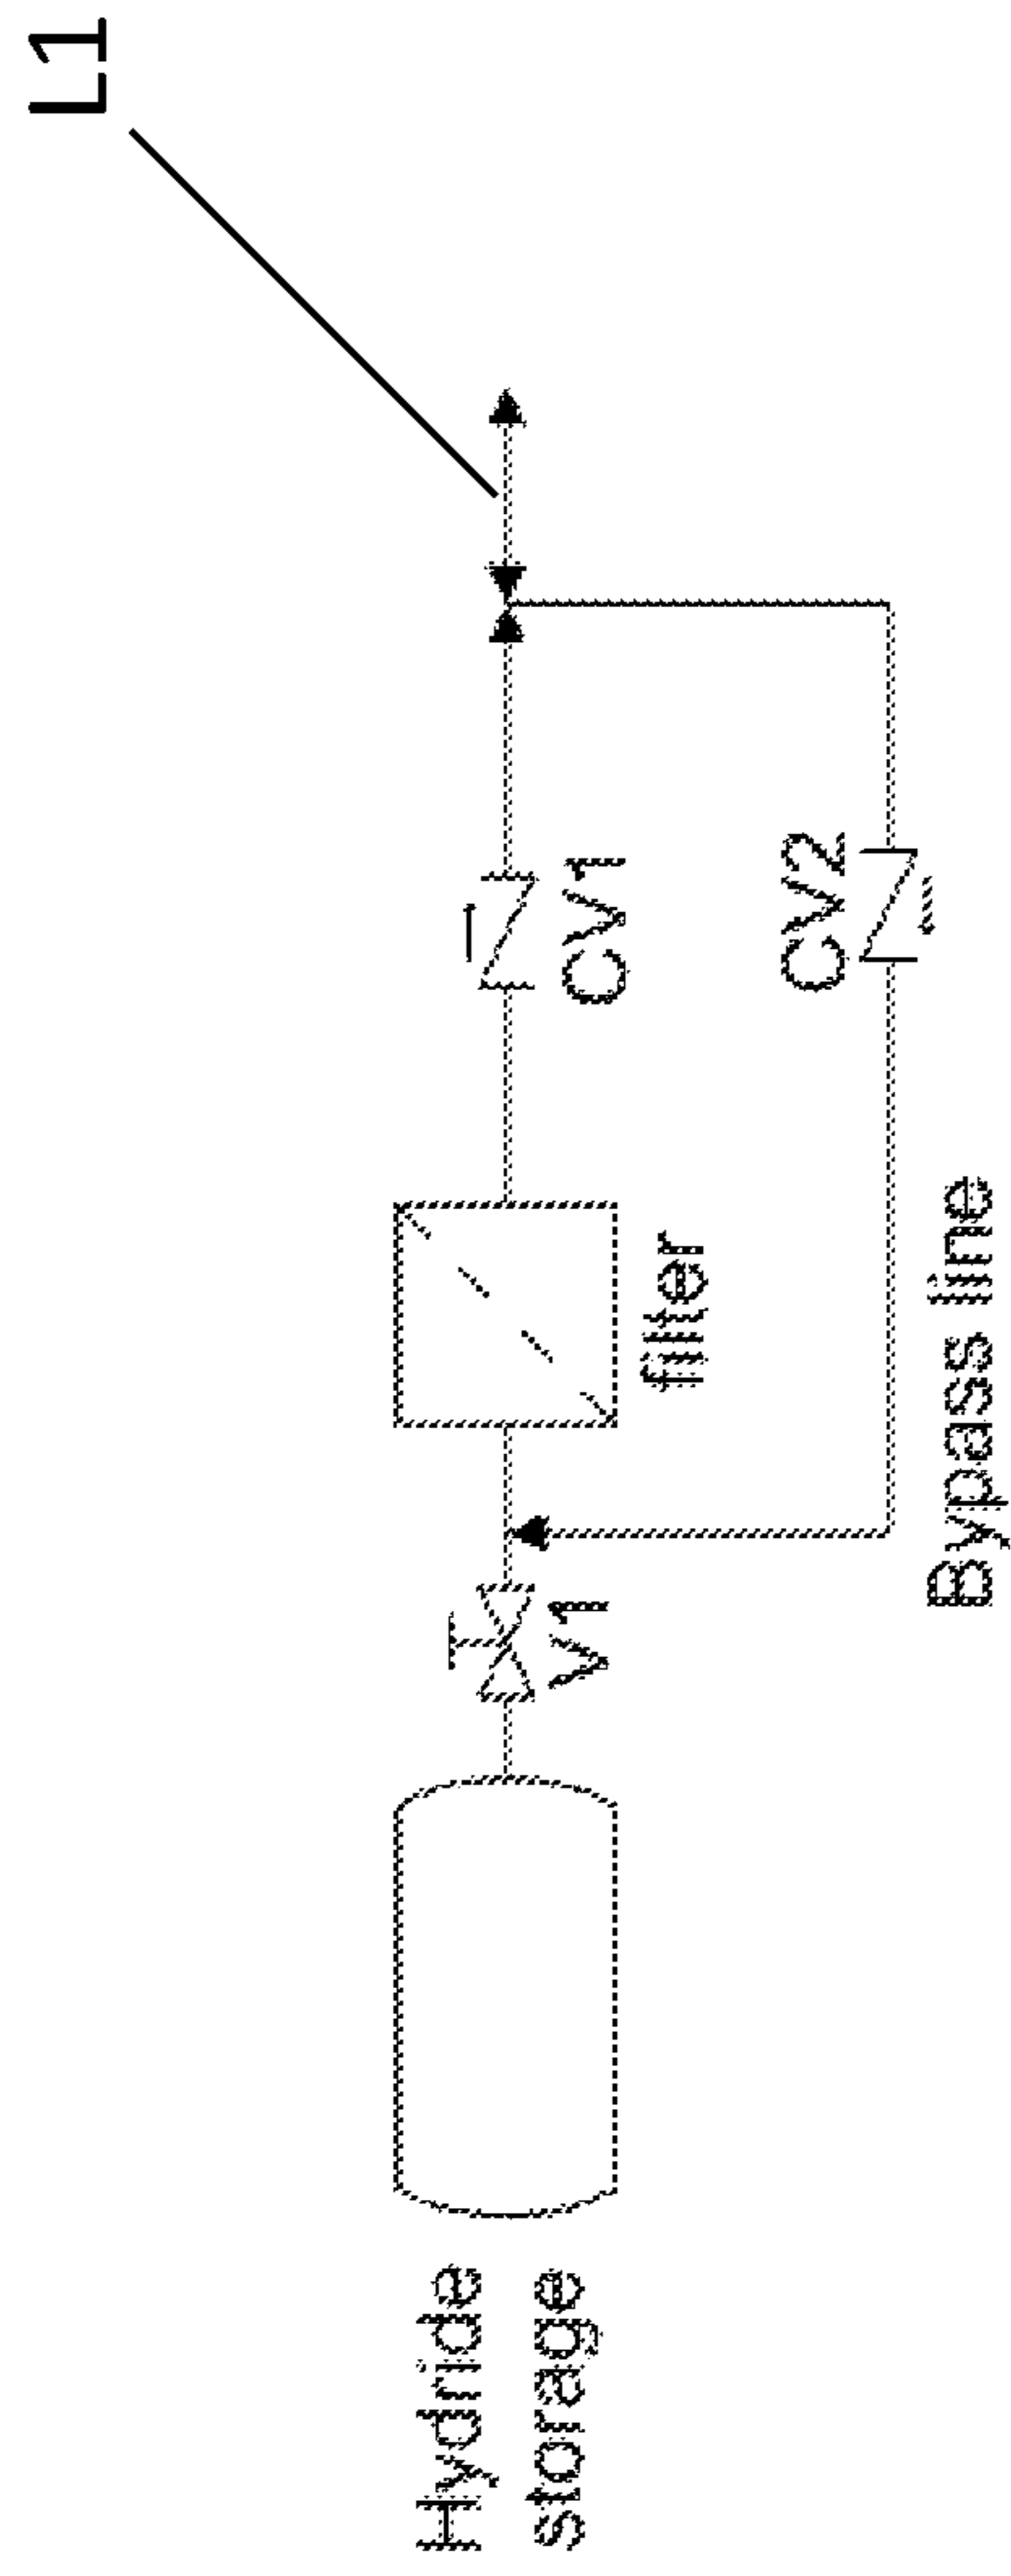 Hydride
storage
V1
filter
CV1
CV2
Bypass line
L1